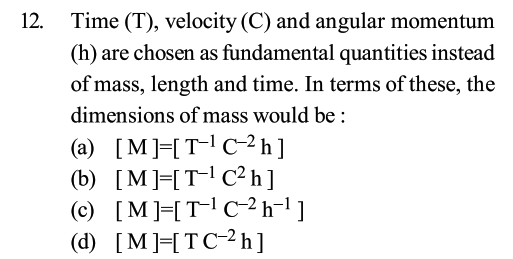 12. Time (T), velocity (C) and angular momentum
(h) are chosen as fundamental quantities instead
of mass, length and time. In terms of these, the
dimensions of mass would be :
(a) [ M ]=[ T⁻¹ C⁻² h ]
(b) [ M ]=[ T⁻¹ C² h ]
(c) [ M ]=[ T⁻¹ C⁻² h⁻¹ ]
(d) [ M ]=[ T C⁻² h ]